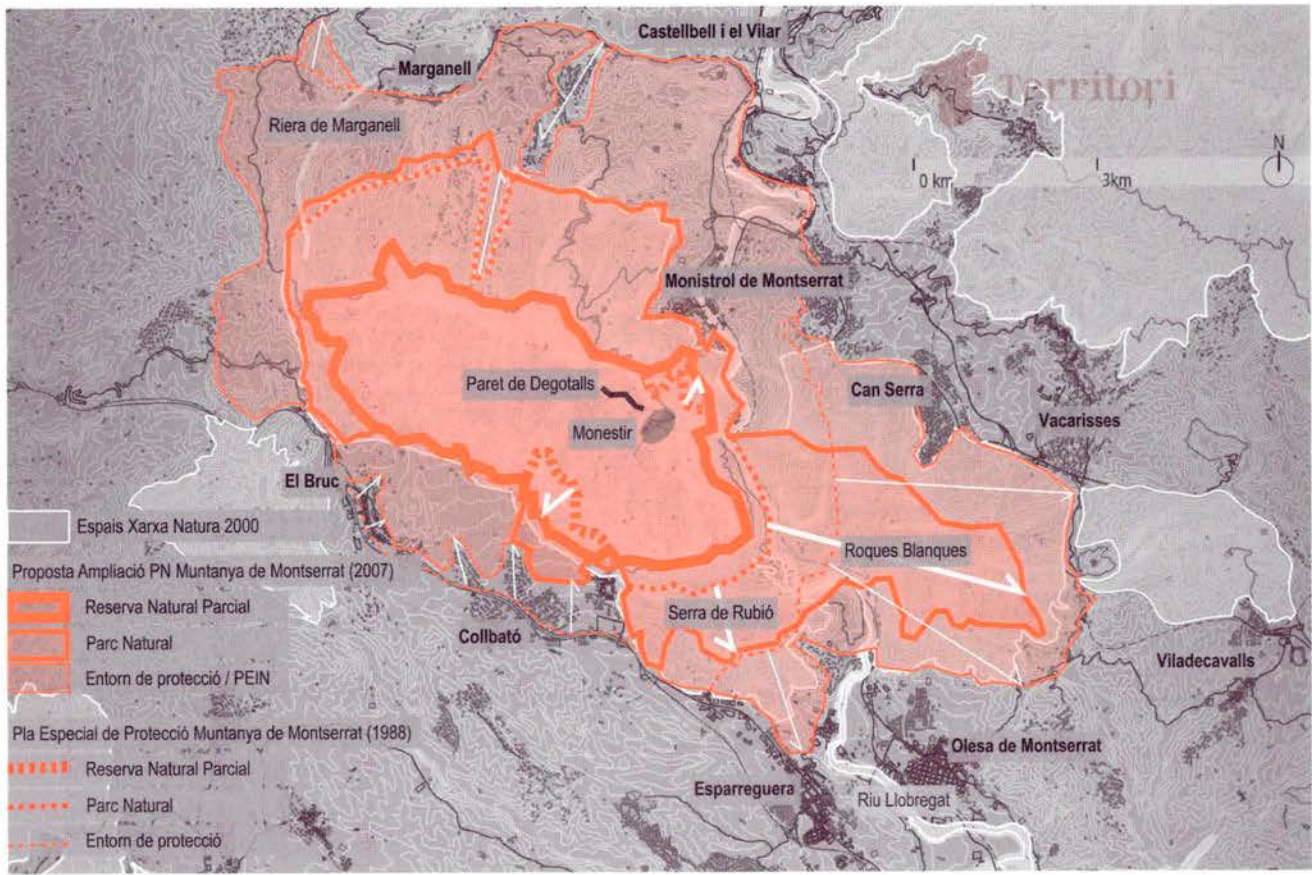 Castellbell i el Vilar
Marganell
Territori
Riera de Marganell
N
0 km
3km
Monistrol de Montserrat
Paret de Degotalls
Can Serra
Monestir
Vacarisses
El Bruc
Espais Xarxa Natura 2000
Roques Blanques
Proposta Ampliació PN Muntanya de Montserrat (2007)
Reserva Natural Parcial
Serra de Rubió
Parc Natural
Collbató
Entorn de protecció / PEIN
Viladecavalls
Pla Especial de Protecció Muntanya de Montserrat (1988)
Olesa de Montserrat
Reserva Natural Parcial
Esparreguera
Riu Llobregat
Parc Natural
Entorn de protecció